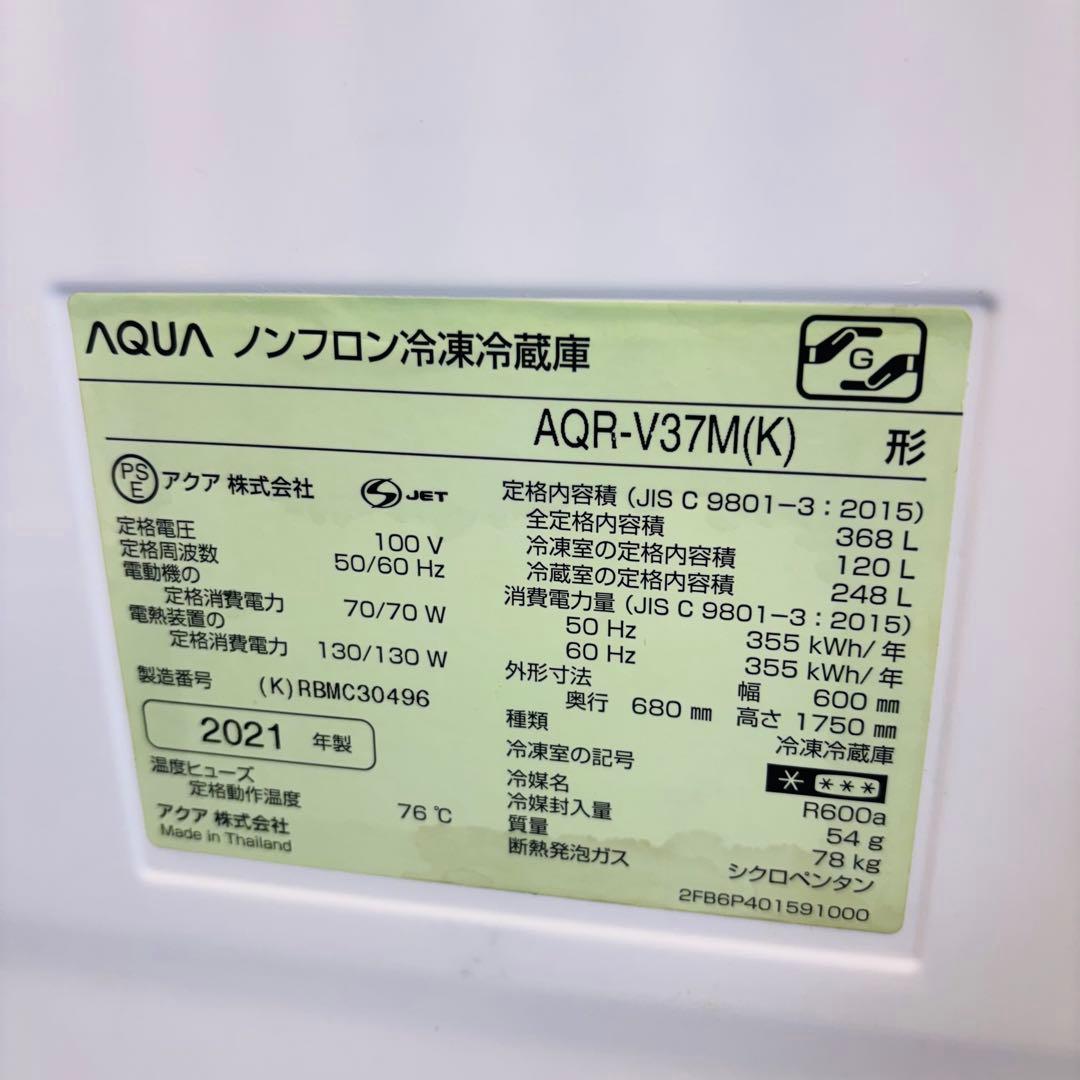 AQUA ノンフロン冷凍冷蔵庫
G
AQR-V37M(K) 形
PSE アクア 株式会社 S JET
定格電圧 100 V
定格周波数 50/60 Hz
電動機の
定格消費電力 70/70 W
電熱装置の
定格消費電力 130/130 W
製造番号 (K)RBMC30496
2021 年製
温度ヒューズ
定格動作温度 76 ℃
アクア 株式会社
Made in Thailand
定格内容積 (JIS C 9801-3:2015)
全定格内容積 368 L
冷凍室の定格内容積 120 L
冷蔵室の定格内容積 248 L
消費電力量 (JIS C 9801-3:2015)
50 Hz 355 kWh/年
60 Hz 355 kWh/年
外形寸法 幅 600 mm
奥行 680 mm 高さ 1750 mm
種類 冷凍冷蔵庫
冷凍室の記号 * ***
冷媒名 R600a
冷媒封入量 54 g
質量 78 kg
断熱発泡ガス シクロペンタン
2FB6P401591000